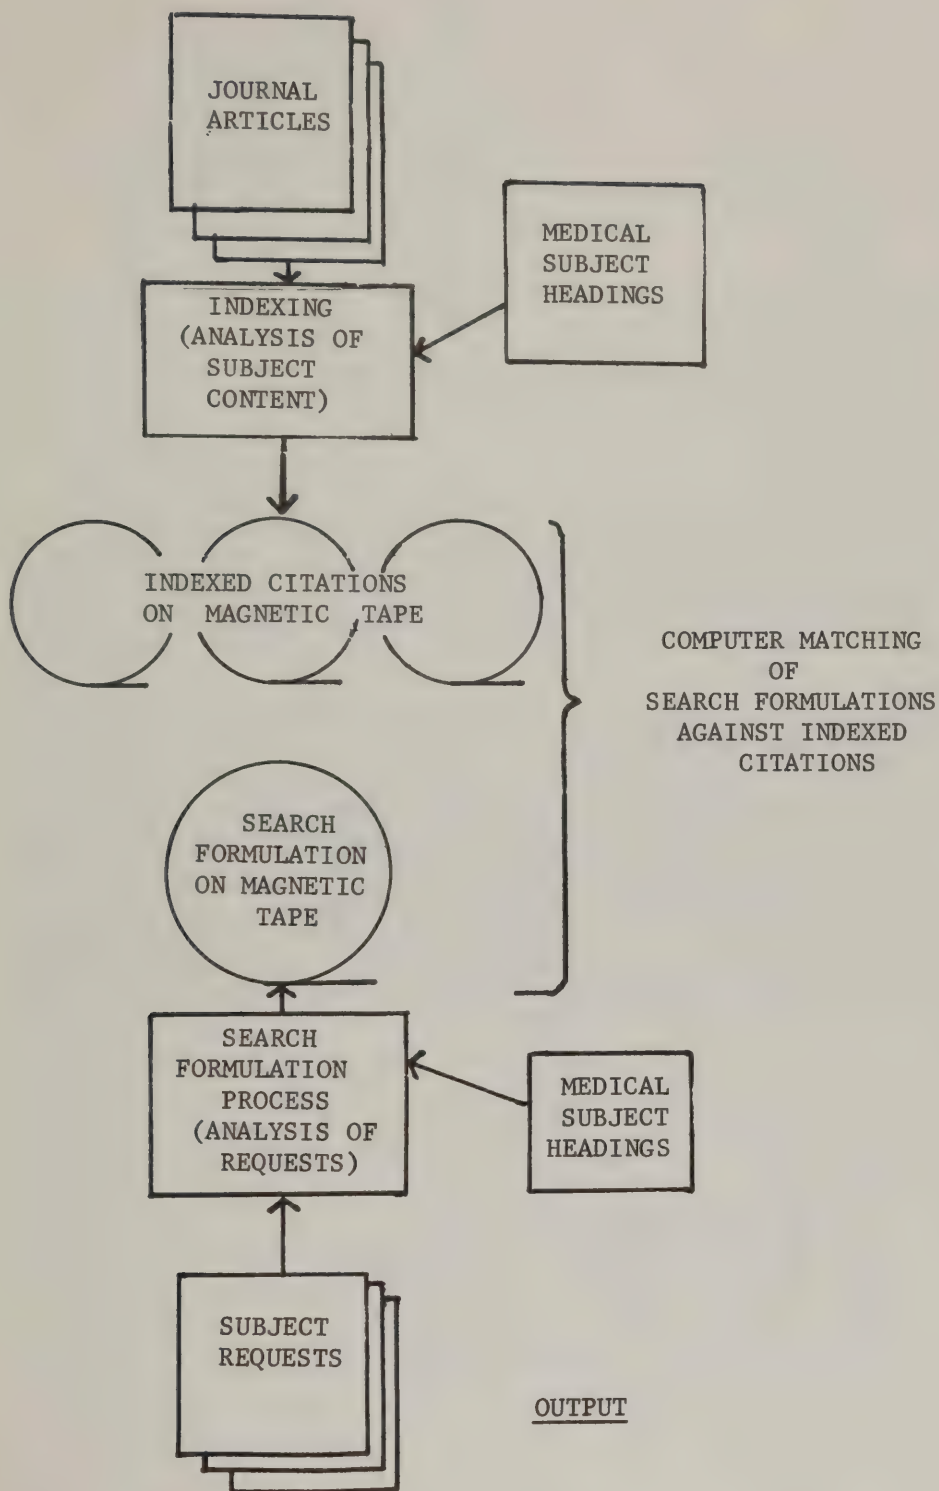 JOURNAL
ARTICLES
MEDICAL
SUBJECT
HEADINGS
INDEXING
(ANALYSIS OF
SUBJECT
CONTENT)
INDEXED CITATIONS
ON MAGNETIC TAPE
COMPUTER MATCHING
OF
SEARCH FORMULATIONS
AGAINST INDEXED
CITATIONS
SEARCH
FORMULATION
ON MAGNETIC
TAPE
SEARCH
FORMULATION
PROCESS
(ANALYSIS OF
REQUESTS)
MEDICAL
SUBJECT
HEADINGS
SUBJECT
REQUESTS
OUTPUT